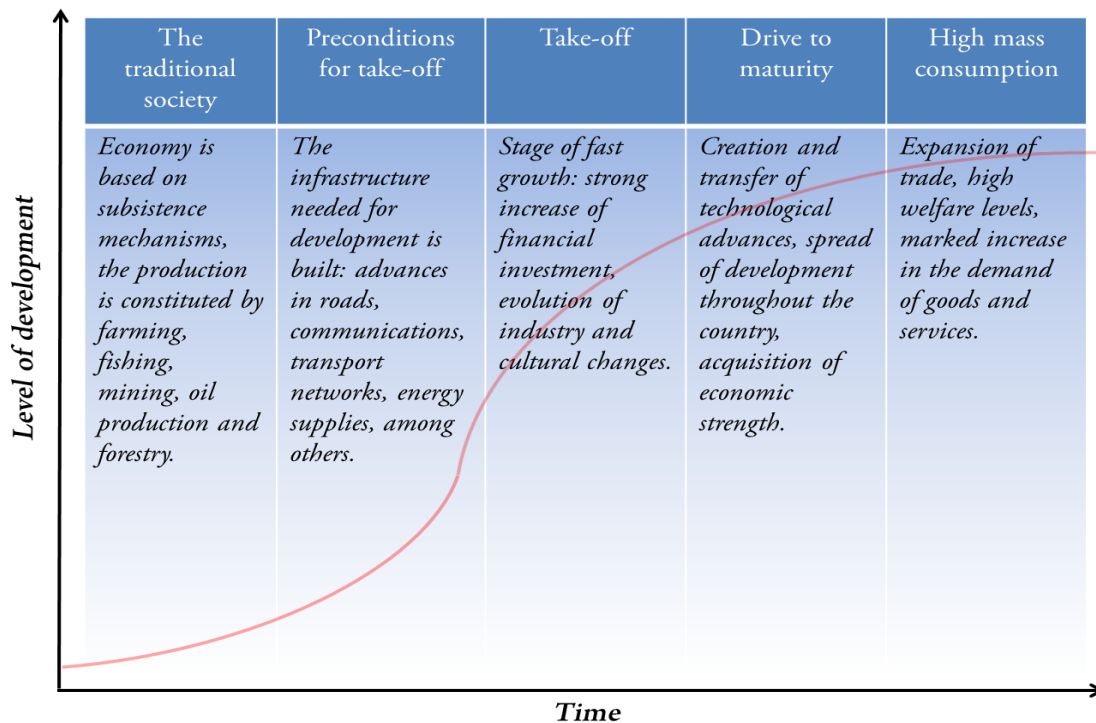 The
traditional
society
Preconditions
for take-off
Take-off
Drive to
maturity
High mass
consumption
Economy is
based on
subsistence
mechanisms,
the production
is constituted by
farming,
fishing,
mining, oil
production and
forestry.
The
infrastructure
needed for
development is
built: advances
in roads,
communications,
transport
networks, energy
supplies, among
others.
Stage of fast
growth: strong
increase of
financial
investment,
evolution of
industry and
cultural changes.
Creation and
transfer of
technological
advances, spread
of development
throughout the
country,
acquisition of
economic
strength.
Expansion of
trade, high
welfare levels,
marked increase
in the demand
of goods and
services.
Level of development
Time